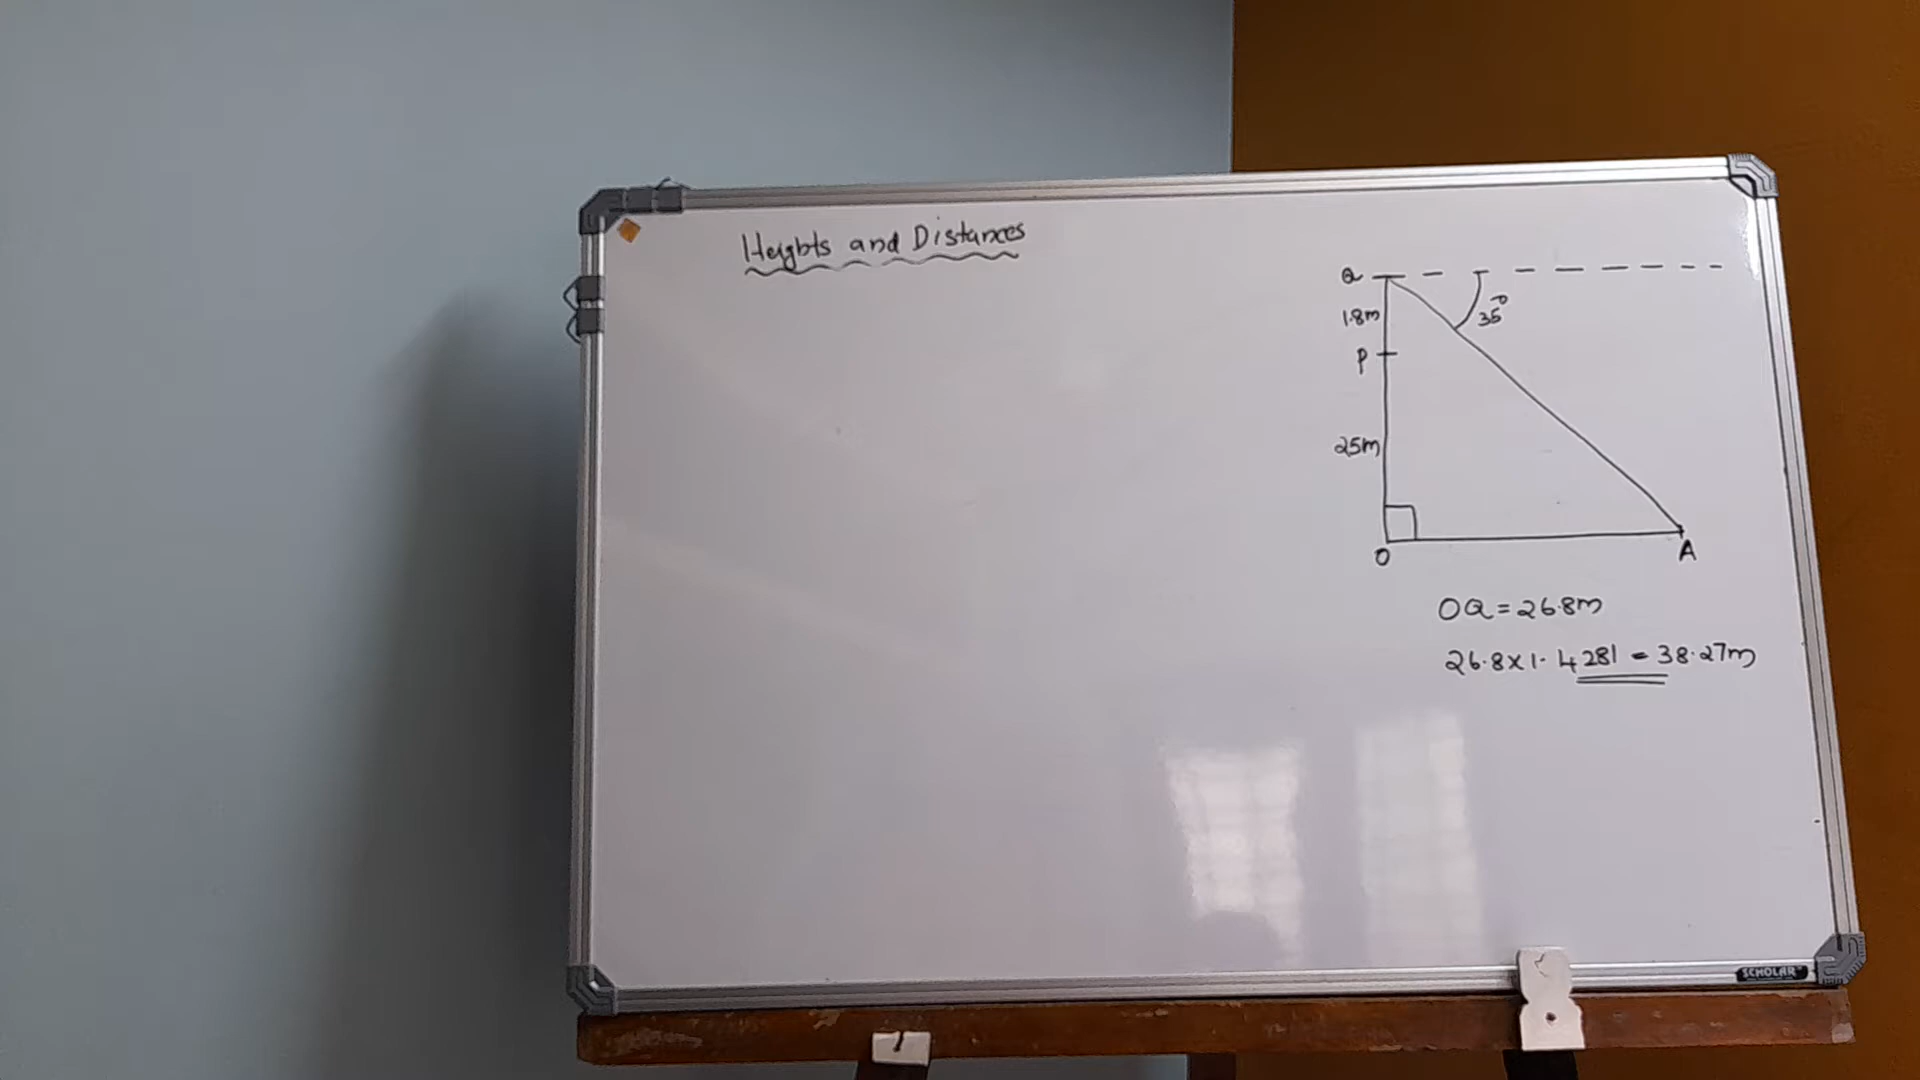 Heights and Distances
Q
1.8m
35°
P
25m
O
A
OQ = 26.8m
26.8 x 1.4281 = 38.27m
SCHOLAR